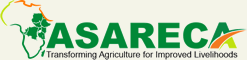 ASARECA
Transforming Agriculture for Improved Livelihoods